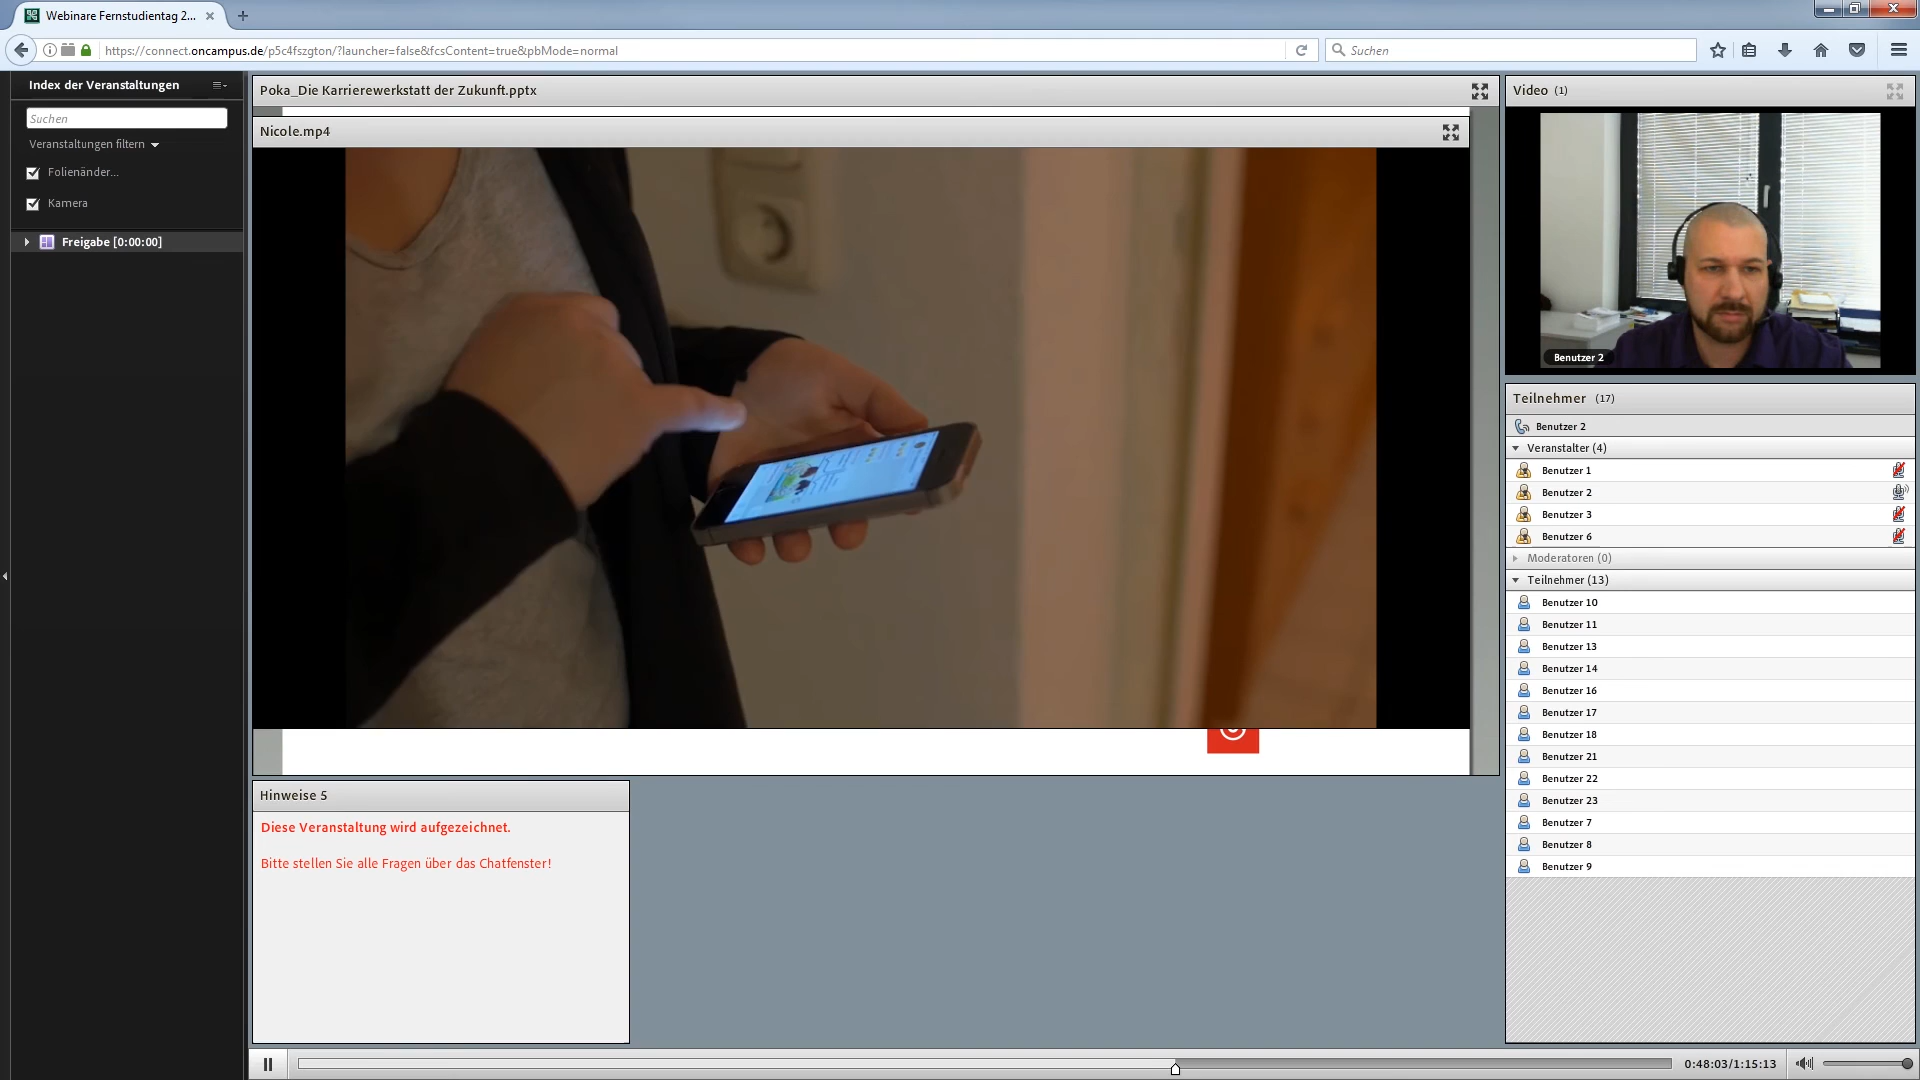 Webinare Fernstudientag 2...
https://connect.oncampus.de/p5c4fszgton/?launcher=false&fcsContent=true&pbMode=normal
Suchen
Index der Veranstaltungen
Suchen
Veranstaltungen filtern
Folienänder...
Kamera
Freigabe [0:00:00]
Poka_Die Karrierewerkstatt der Zukunft.pptx
Nicole.mp4
Hinweise 5
Diese Veranstaltung wird aufgezeichnet.
Bitte stellen Sie alle Fragen über das Chatfenster!
Video (1)
Benutzer 2
Teilnehmer (17)
Benutzer 2
Veranstalter (4)
Benutzer 1
Benutzer 2
Benutzer 3
Benutzer 6
Moderatoren (0)
Teilnehmer (13)
Benutzer 10
Benutzer 11
Benutzer 13
Benutzer 14
Benutzer 16
Benutzer 17
Benutzer 18
Benutzer 21
Benutzer 22
Benutzer 23
Benutzer 7
Benutzer 8
Benutzer 9
0:48:03/1:15:13